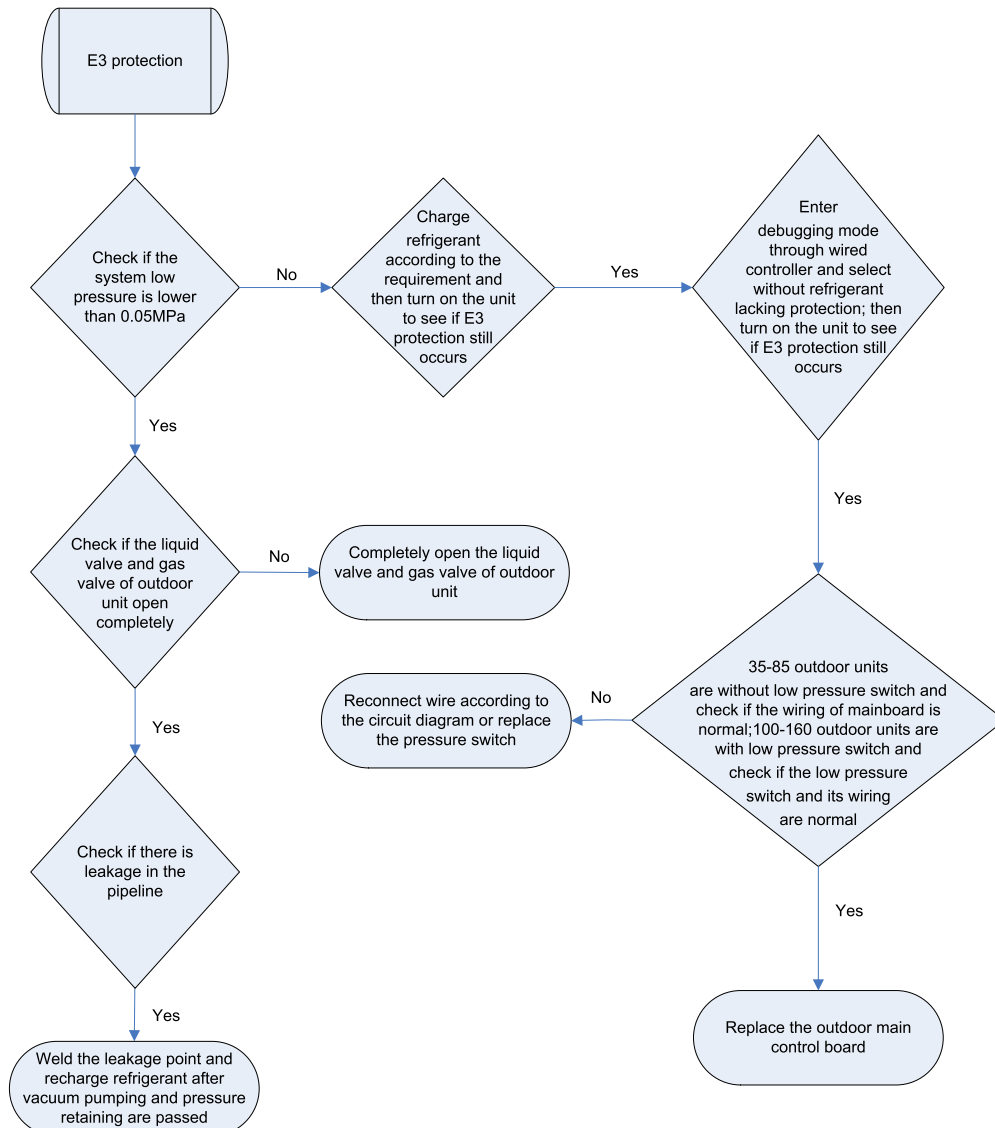 E3 protection
Check if the
system low
pressure is lower
than 0.05MPa
No
Charge
refrigerant
according to the
requirement and
then turn on the unit
to see if E3
protection still
occurs
Yes
Enter
debugging mode
through wired
controller and select
without refrigerant
lacking protection; then
turn on the unit to see
if E3 protection still
occurs
Yes
Yes
Check if the liquid
valve and gas
valve of outdoor
unit open
completely
No
Completely open the liquid
valve and gas valve of outdoor
unit
35-85 outdoor units
are without low pressure switch and
check if the wiring of mainboard is
normal;100-160 outdoor units are
with low pressure switch and
check if the low pressure
switch and its wiring
are normal
No
Reconnect wire according to
the circuit diagram or replace
the pressure switch
Yes
Check if there is
leakage in the
pipeline
Yes
Yes
Weld the leakage point and
recharge refrigerant after
vacuum pumping and pressure
retaining are passed
Replace the outdoor main
control board